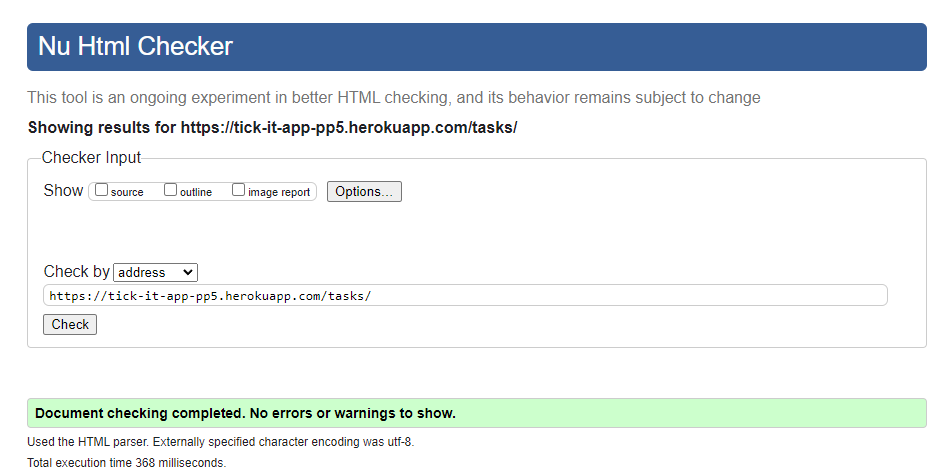 Nu Html Checker
This tool is an ongoing experiment in better HTML checking, and its behavior remains subject to change
Showing results for https://tick-it-app-pp5.herokuapp.com/tasks/
Checker Input
Show source outline image report Options...
Check by address
https://tick-it-app-pp5.herokuapp.com/tasks/
Check
Document checking completed. No errors or warnings to show.
Used the HTML parser. Externally specified character encoding was utf-8.
Total execution time 368 milliseconds.